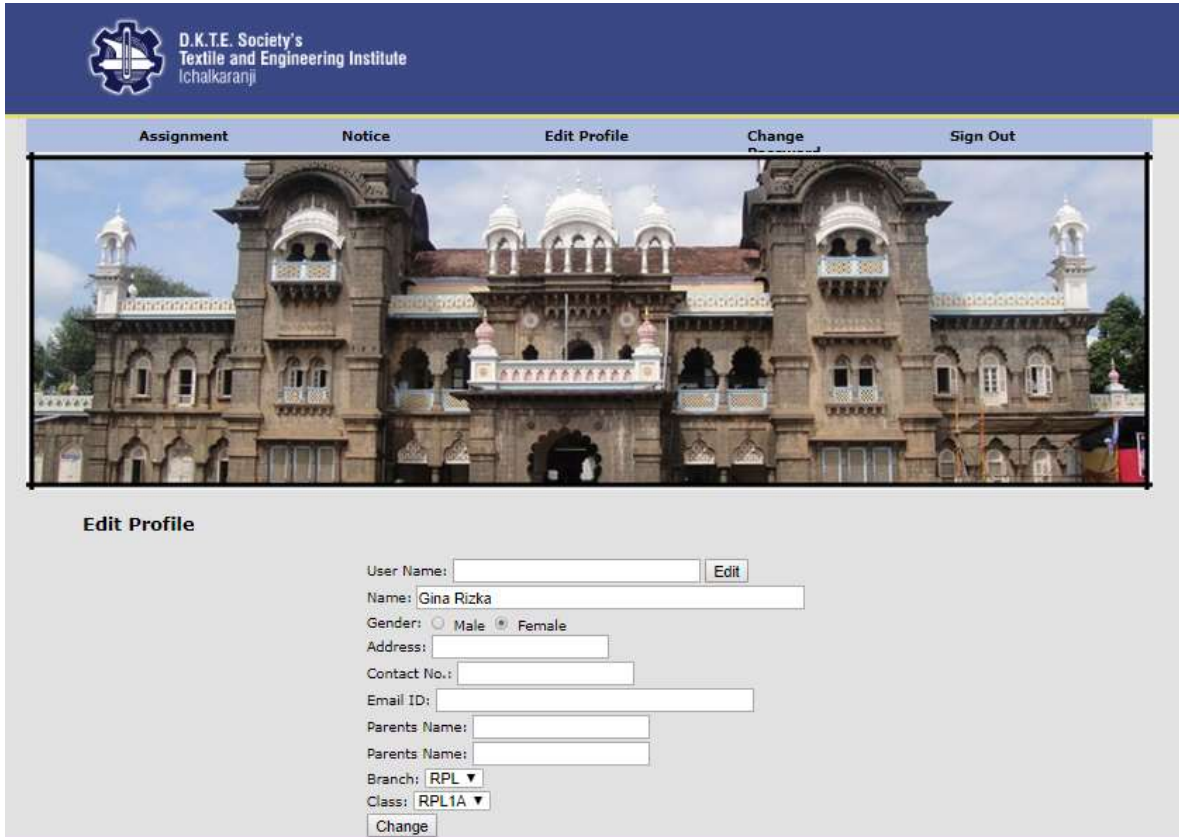 D.K.T.E. Society's
Textile and Engineering Institute
Ichalkaranji
Assignment Notice Edit Profile Change Password Sign Out
Edit Profile
User Name: Edit
Name: Gina Rizka
Gender: Male Female
Address:
Contact No.:
Email ID:
Parents Name:
Parents Name:
Branch: RPL
Class: RPL1A
Change